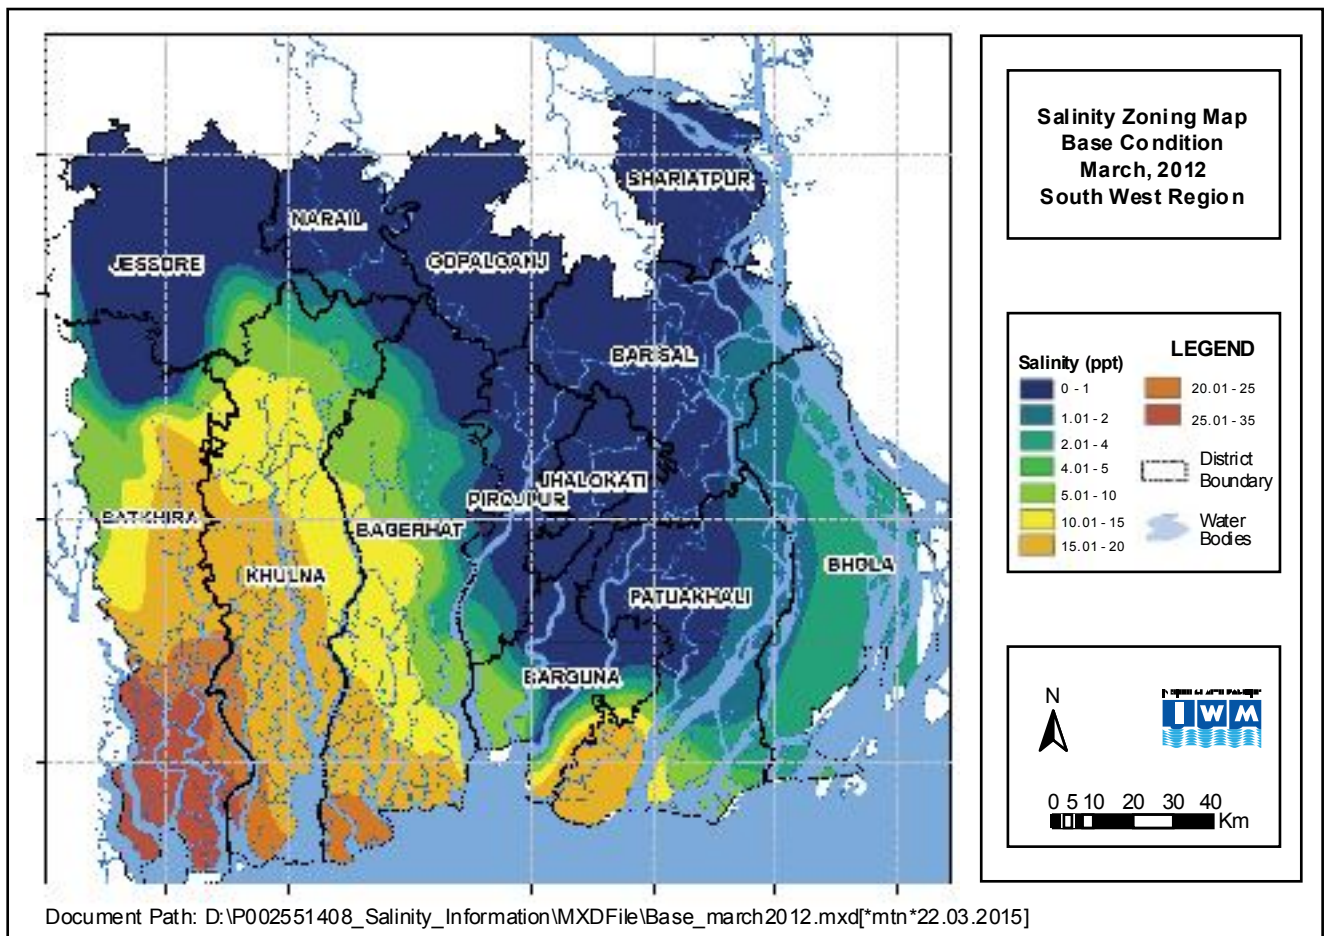 Salinity Zoning Map
Base Condition
March, 2012
South West Region
SHARIATPUR
NARAIL
JESSORE
GOPALGANJ
BARISAL
JHALOKATI
PIROJPUR
SATKHIRA
BAGERHAT
KHULNA
PATUAKHALI
BHOLA
BARGUNA
LEGEND
Salinity (ppt)
0 - 1
1.01 - 2
2.01 - 4
4.01 - 5
5.01 - 10
10.01 - 15
15.01 - 20
20.01 - 25
25.01 - 35
District
Boundary
Water
Bodies
N
IWM
0 5 10 20 30 40
Km
Document Path: D:\P002551408_Salinity_Information\MXDFile\Base_march2012.mxd[*mtn*22.03.2015]